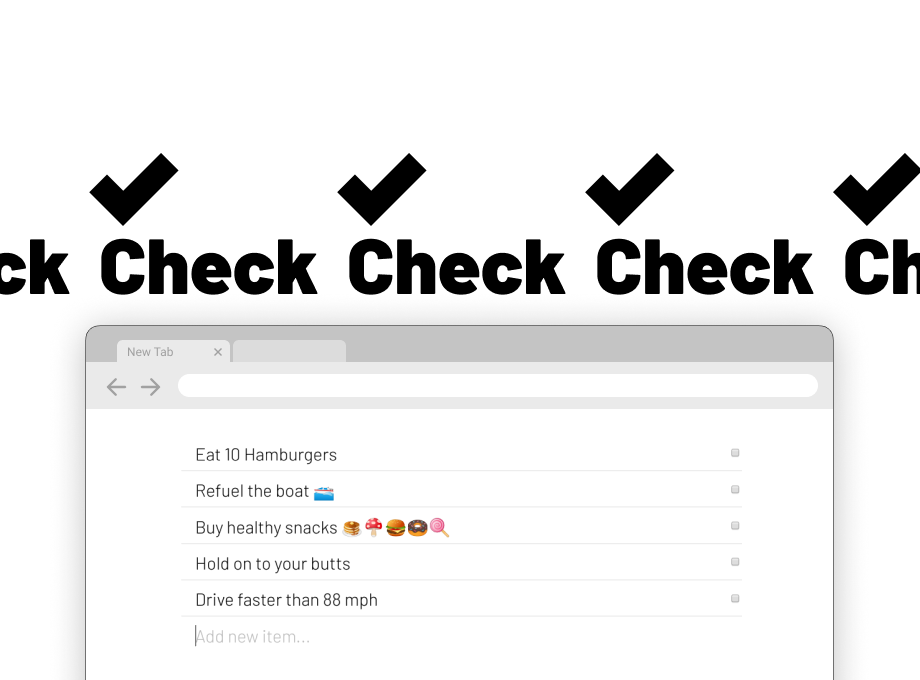 ck Check Check Check Ch
New Tab
Eat 10 Hamburgers
Refuel the boat
Buy healthy snacks
Hold on to your butts
Drive faster than 88 mph
Add new item...